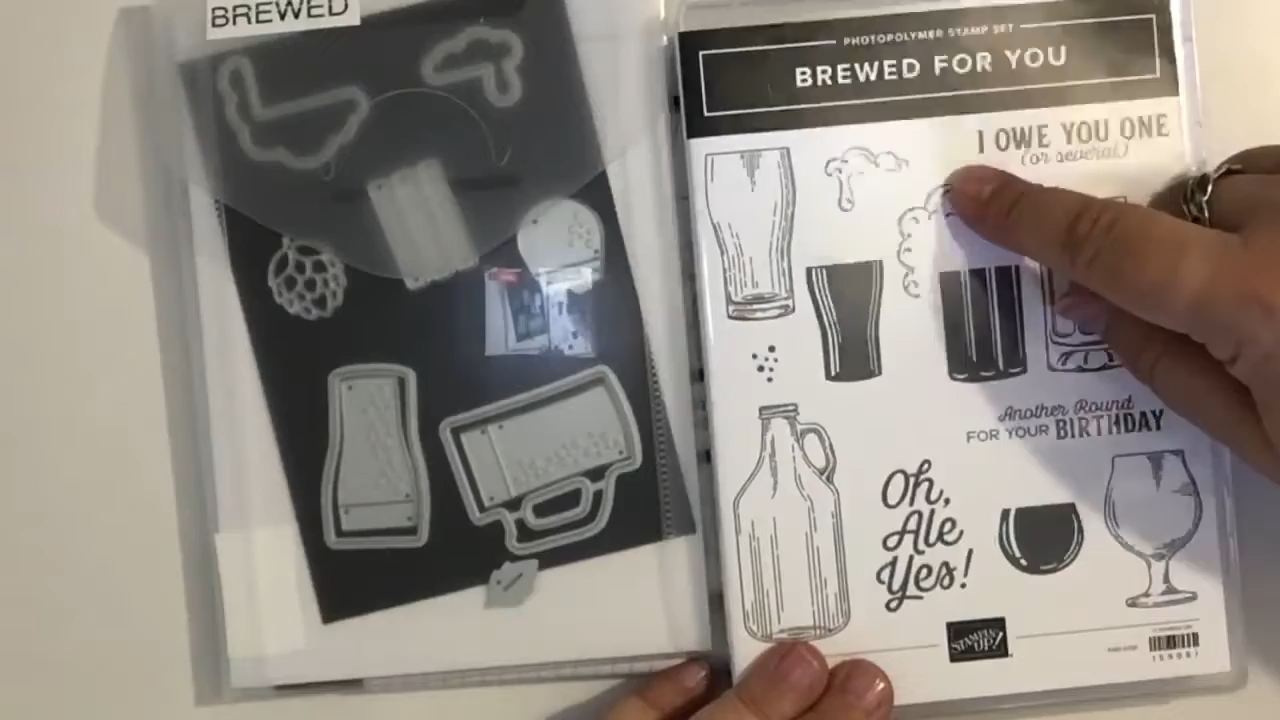 BREWED
PHOTOPOLYMER STAMP SET
BREWED FOR YOU
I OWE YOU ONE
(or several)
Another Round
FOR YOUR BIRTHDAY
Oh,
Ale
Yes!
STAMPIN' UP!